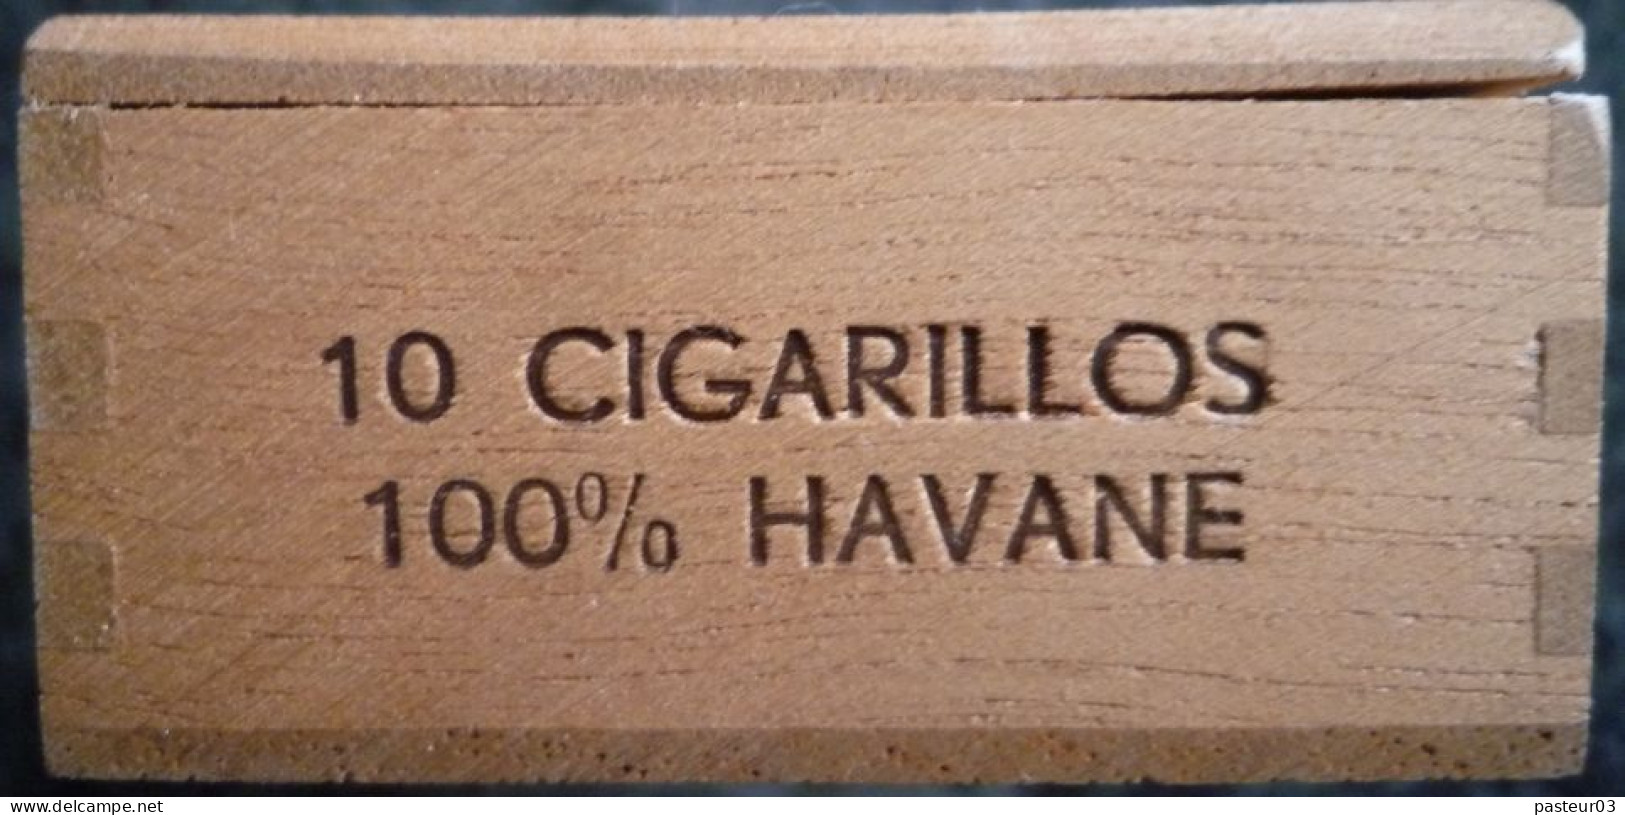 10 CIGARILLOS
100% HAVANE
www.delcampe.net
pasteur03